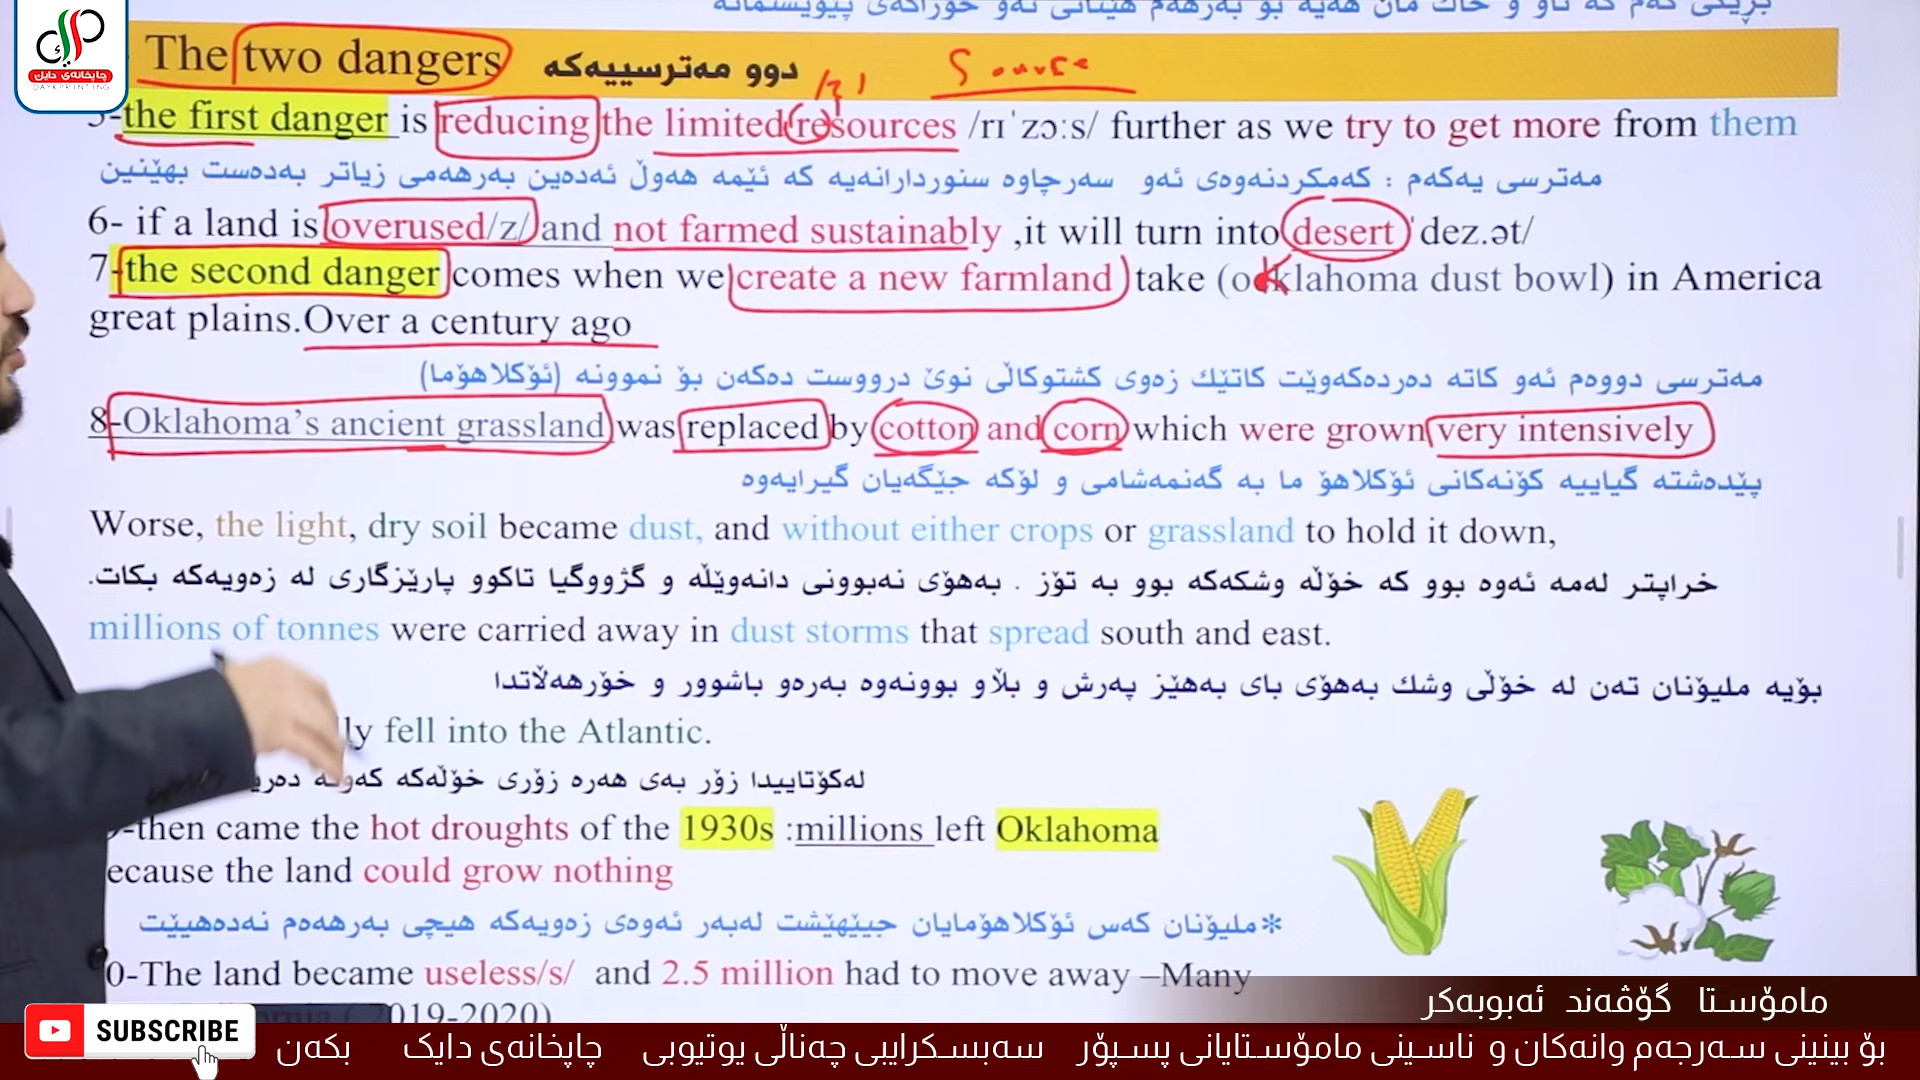 The two dangers دوو مەترسییەکە Source
/z/
the first danger is reducing the limited resources /rɪˈzɔːs/ further as we try to get more from them
مەترسی یەکەم : کەمکردنەوەی ئەو سەرچاوە سنوردارانەیە کە ئێمە هەوڵ ئەدەین بەرهەمی زیاتر بەدەست بهێنین
6- if a land is overused/z/ and not farmed sustainably ,it will turn into desert ˈdez.ət/
7-the second danger comes when we create a new farmland take (oklahoma dust bowl) in America
great plains.Over a century ago
مەترسی دووەم ئەو کاتە دەردەکەوێت کاتێك زەوی کشتوکاڵی نوێ درووست دەکەن بۆ نموونە (ئۆکلاهۆما)
8-Oklahoma's ancient grassland was replaced by cotton and corn which were grown very intensively
پێدەشتە گیاییە کۆنەکانی ئۆکلاهۆ ما بە گەنمەشامی و لۆکە جێگەیان گیرایەوە
Worse, the light, dry soil became dust, and without either crops or grassland to hold it down,
خراپتر لەمە ئەوە بوو کە خۆڵە وشکەکە بوو بە تۆز . بەهۆی نەبوونی دانەوێڵە و گژووگیا تاکوو پارێزگاری لە زەویەکە بکات.
millions of tonnes were carried away in dust storms that spread south and east.
بۆیە ملیۆنان تەن لە خۆڵی وشك بەهۆی بای بەهێز پەرش و بڵاو بوونەوە بەرەو باشوور و خۆرهەڵاتدا
ly fell into the Atlantic.
لەکۆتاییدا زۆر بەی هەرە زۆری خۆڵەکە کەوتە
-then came the hot droughts of the 1930s :millions left Oklahoma
ecause the land could grow nothing
*ملیۆنان کەس ئۆکلاهۆمایان جێیهێشت لەبەر ئەوەی زەویەکە هیچی بەرهەم نەدەهێیێت
0-The land became useless/s/ and 2.5 million had to move away –Many
2019-2020)
مامۆستا گۆڤەند ئەبوبەکر
SUBSCRIBE
بۆ بینینی سەرجەم وانەکان و ناسینی مامۆستایانی پسپۆر سەبسکرایبی چەناڵی یوتیوبی چاپخانەی دایک بکەن
چاپخانەی دایک
DAYK PRINTING